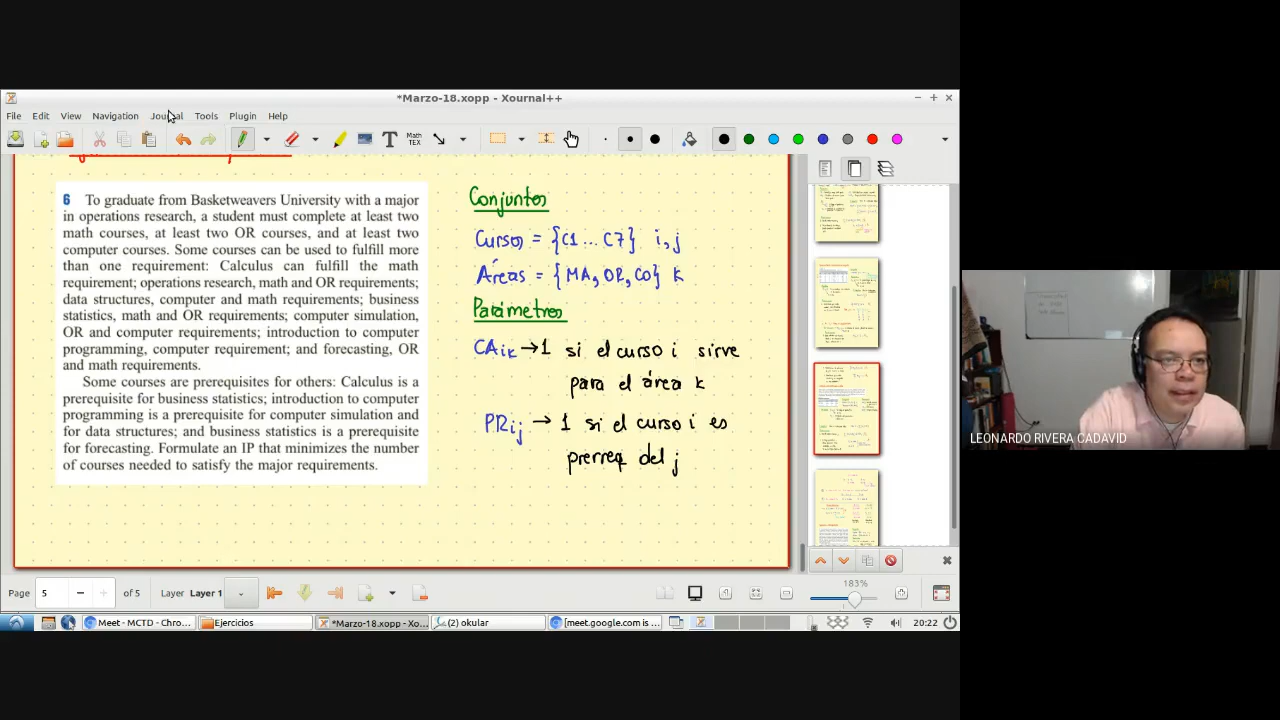 *Marzo-18.xopp - Xournal++
File Edit View Navigation Journal Tools Plugin Help
Math
TEX
6 To graduate from Basketweavers University with a major
in operations research, a student must complete at least two
math courses, at least two OR courses, and at least two
computer courses. Some courses can be used to fulfill more
than one requirement: Calculus can fulfill the math
requirement; operations research, math and OR requirements;
data structures, computer and math requirements; business
statistics, math and OR requirements; computer simulation,
OR and computer requirements; introduction to computer
programming, computer requirement; and forecasting, OR
and math requirements.
Some courses are prerequisites for others: Calculus is a
prerequisite for business statistics; introduction to computer
programming is a prerequisite for computer simulation and
for data structures; and business statistics is a prerequisite
for forecasting. Formulate an IP that minimizes the number
of courses needed to satisfy the major requirements.
Conjuntos
Cursos = {C1 ... C7} i,j
Áreas = {MA, OR, CO} k
Parámetros
CAik → 1 si el curso i sirve
para el área k
PRij → 1 si el curso i es
prerreq del j
LEONARDO RIVERA CADAVID
183%
Page 5 of 5 Layer Layer 1
Meet - MCTD - Chro... Ejercicios *Marzo-18.xopp - Xo... (2) okular [meet.google.com is ... 20:22